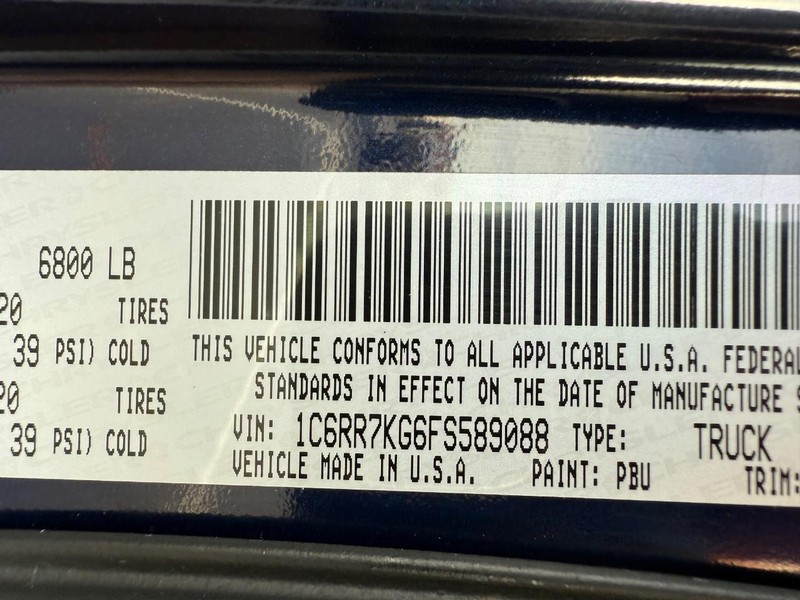 6800 LB
20 TIRES
39 PSI) COLD
20 TIRES
39 PSI) COLD
THIS VEHICLE CONFORMS TO ALL APPLICABLE U.S.A. FEDERAL
STANDARDS IN EFFECT ON THE DATE OF MANUFACTURE S
VIN: 1C6RR7KG6FS589088 TYPE: TRUCK
VEHICLE MADE IN U.S.A. PAINT: PBU TRIM: